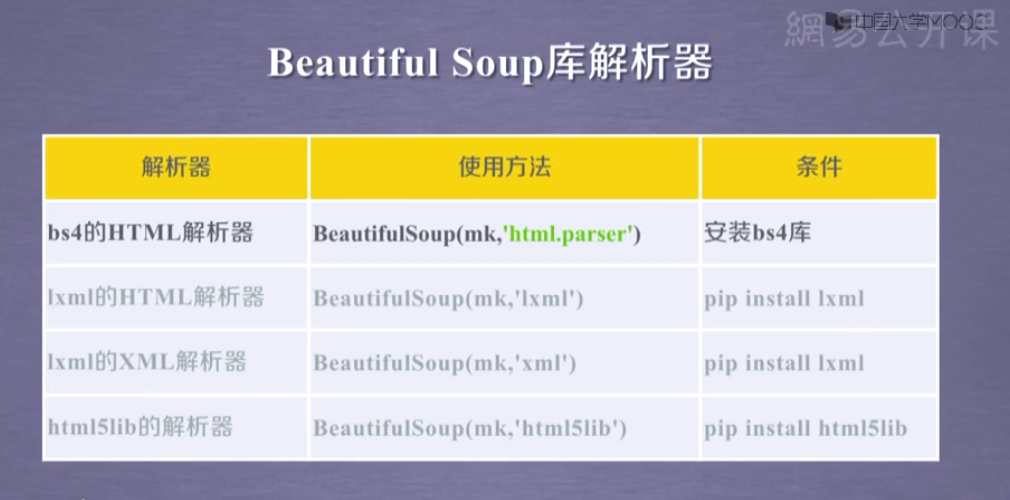 中国大学MOOC
網易公开课
Beautiful Soup库解析器
解析器 使用方法 条件
bs4的HTML解析器 BeautifulSoup(mk,'html.parser') 安装bs4库
lxml的HTML解析器 BeautifulSoup(mk,'lxml') pip install lxml
lxml的XML解析器 BeautifulSoup(mk,'xml') pip install lxml
html5lib的解析器 BeautifulSoup(mk,'html5lib') pip install html5lib